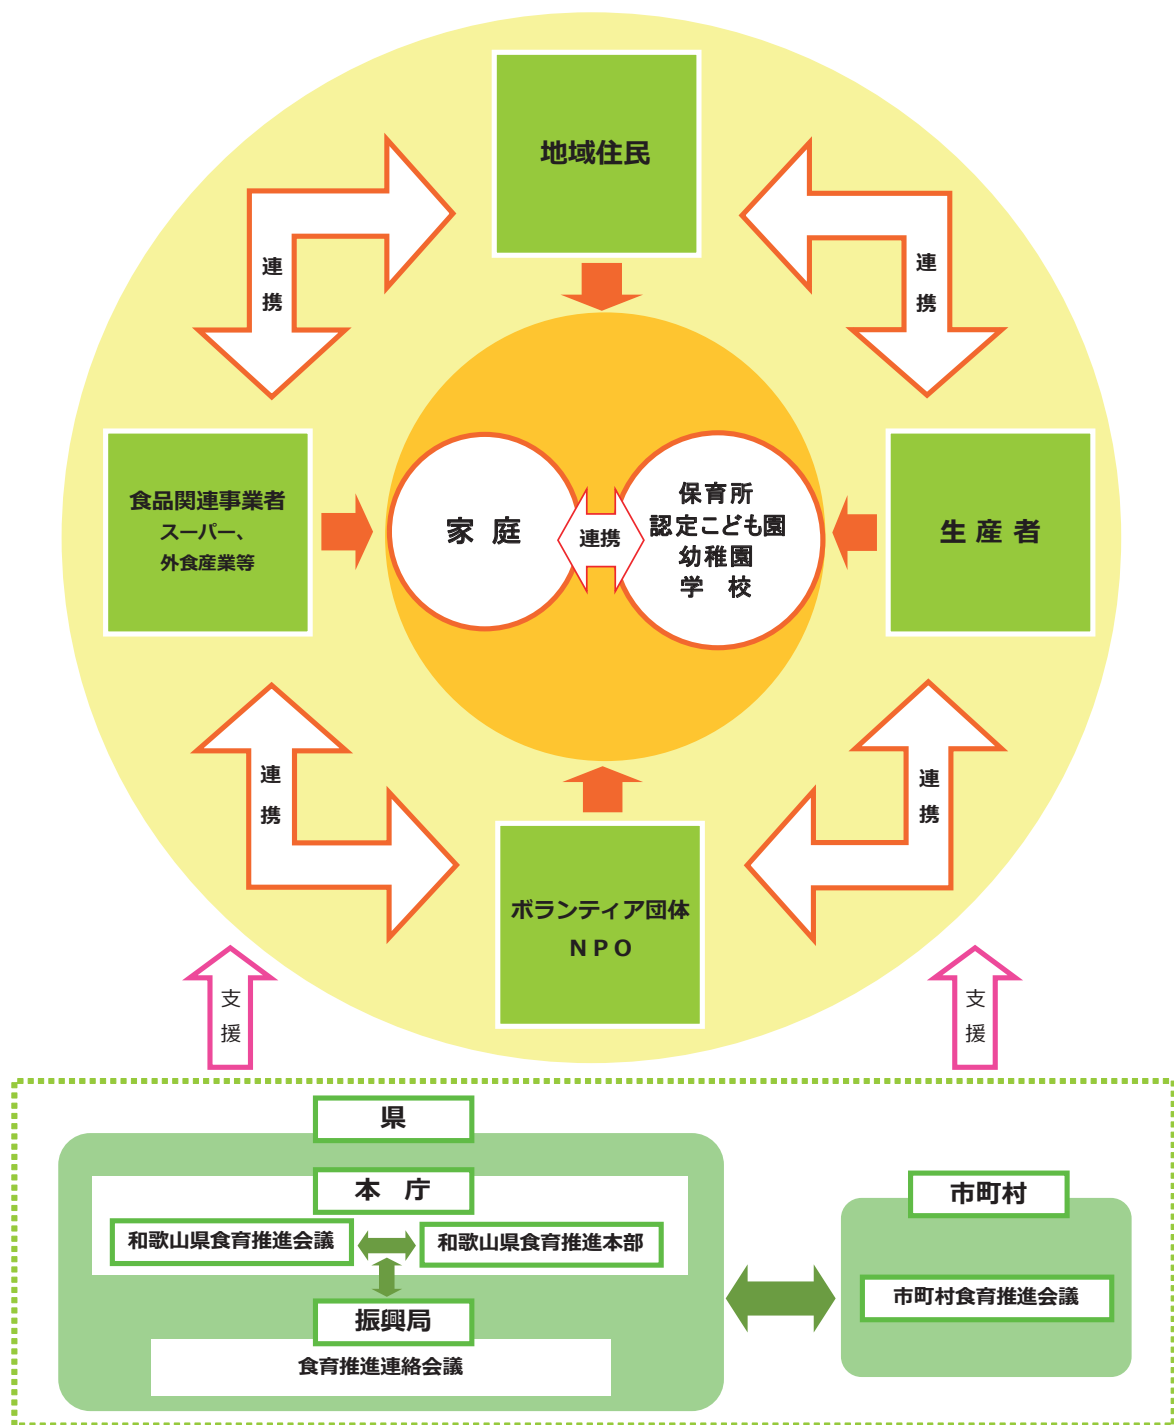 地域住民
連携
連携
食品関連事業者
スーパー、
外食産業等
家 庭
連携
保育所
認定こども園
幼稚園
学 校
生 産 者
連携
連携
ボランティア団体
NPO
支援
支援
県
本 庁
和歌山県食育推進会議
和歌山県食育推進本部
振興局
食育推進連絡会議
市町村
市町村食育推進会議